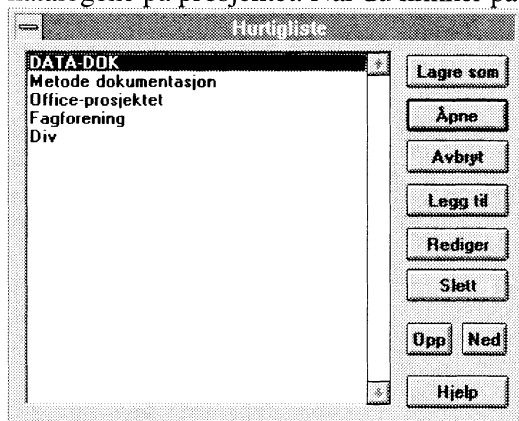 Hurtigliste
DATA-DOK
Metode dokumentasjon
Office-prosjektet
Fagforening
Div
Lagre som
Åpne
Avbryt
Legg til
Rediger
Slett
Opp Ned
Hjelp